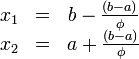 x₁ = b − (b−a)/ϕ
x₂ = a + (b−a)/ϕ